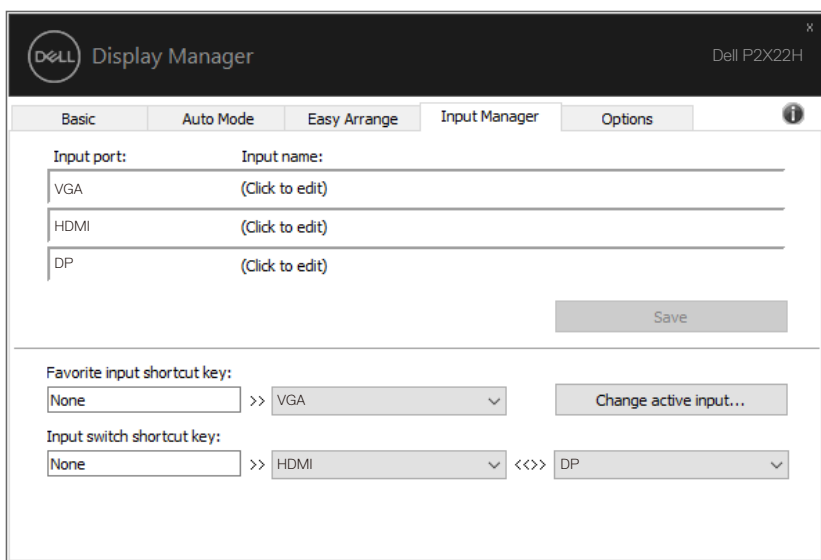 x
DELL Display Manager Dell P2X22H
Basic Auto Mode Easy Arrange Input Manager Options i
Input port: Input name:
VGA (Click to edit)
HDMI (Click to edit)
DP (Click to edit)
Save
Favorite input shortcut key:
None >> VGA Change active input...
Input switch shortcut key:
None >> HDMI <<>> DP